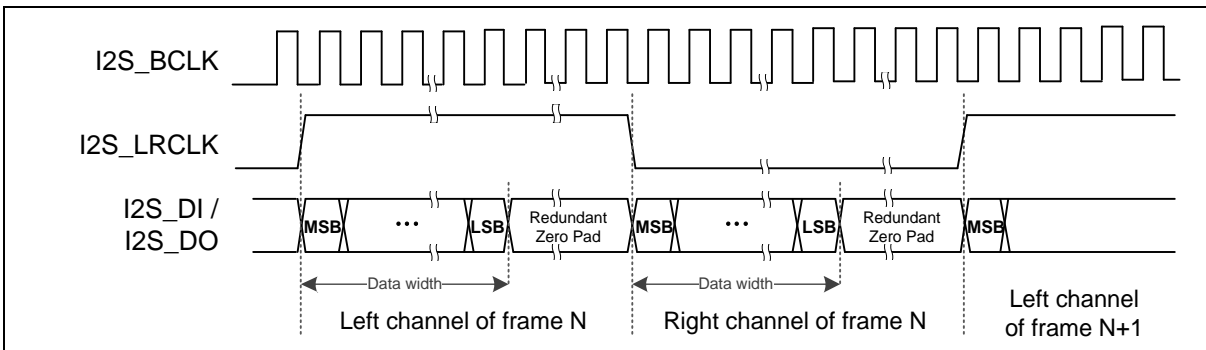 I2S_BCLK
I2S_LRCLK
I2S_DI /
I2S_DO
MSB
...
LSB
Redundant
Zero Pad
MSB
...
LSB
Redundant
Zero Pad
MSB
Data width
Data width
Left channel of frame N
Right channel of frame N
Left channel
of frame N+1